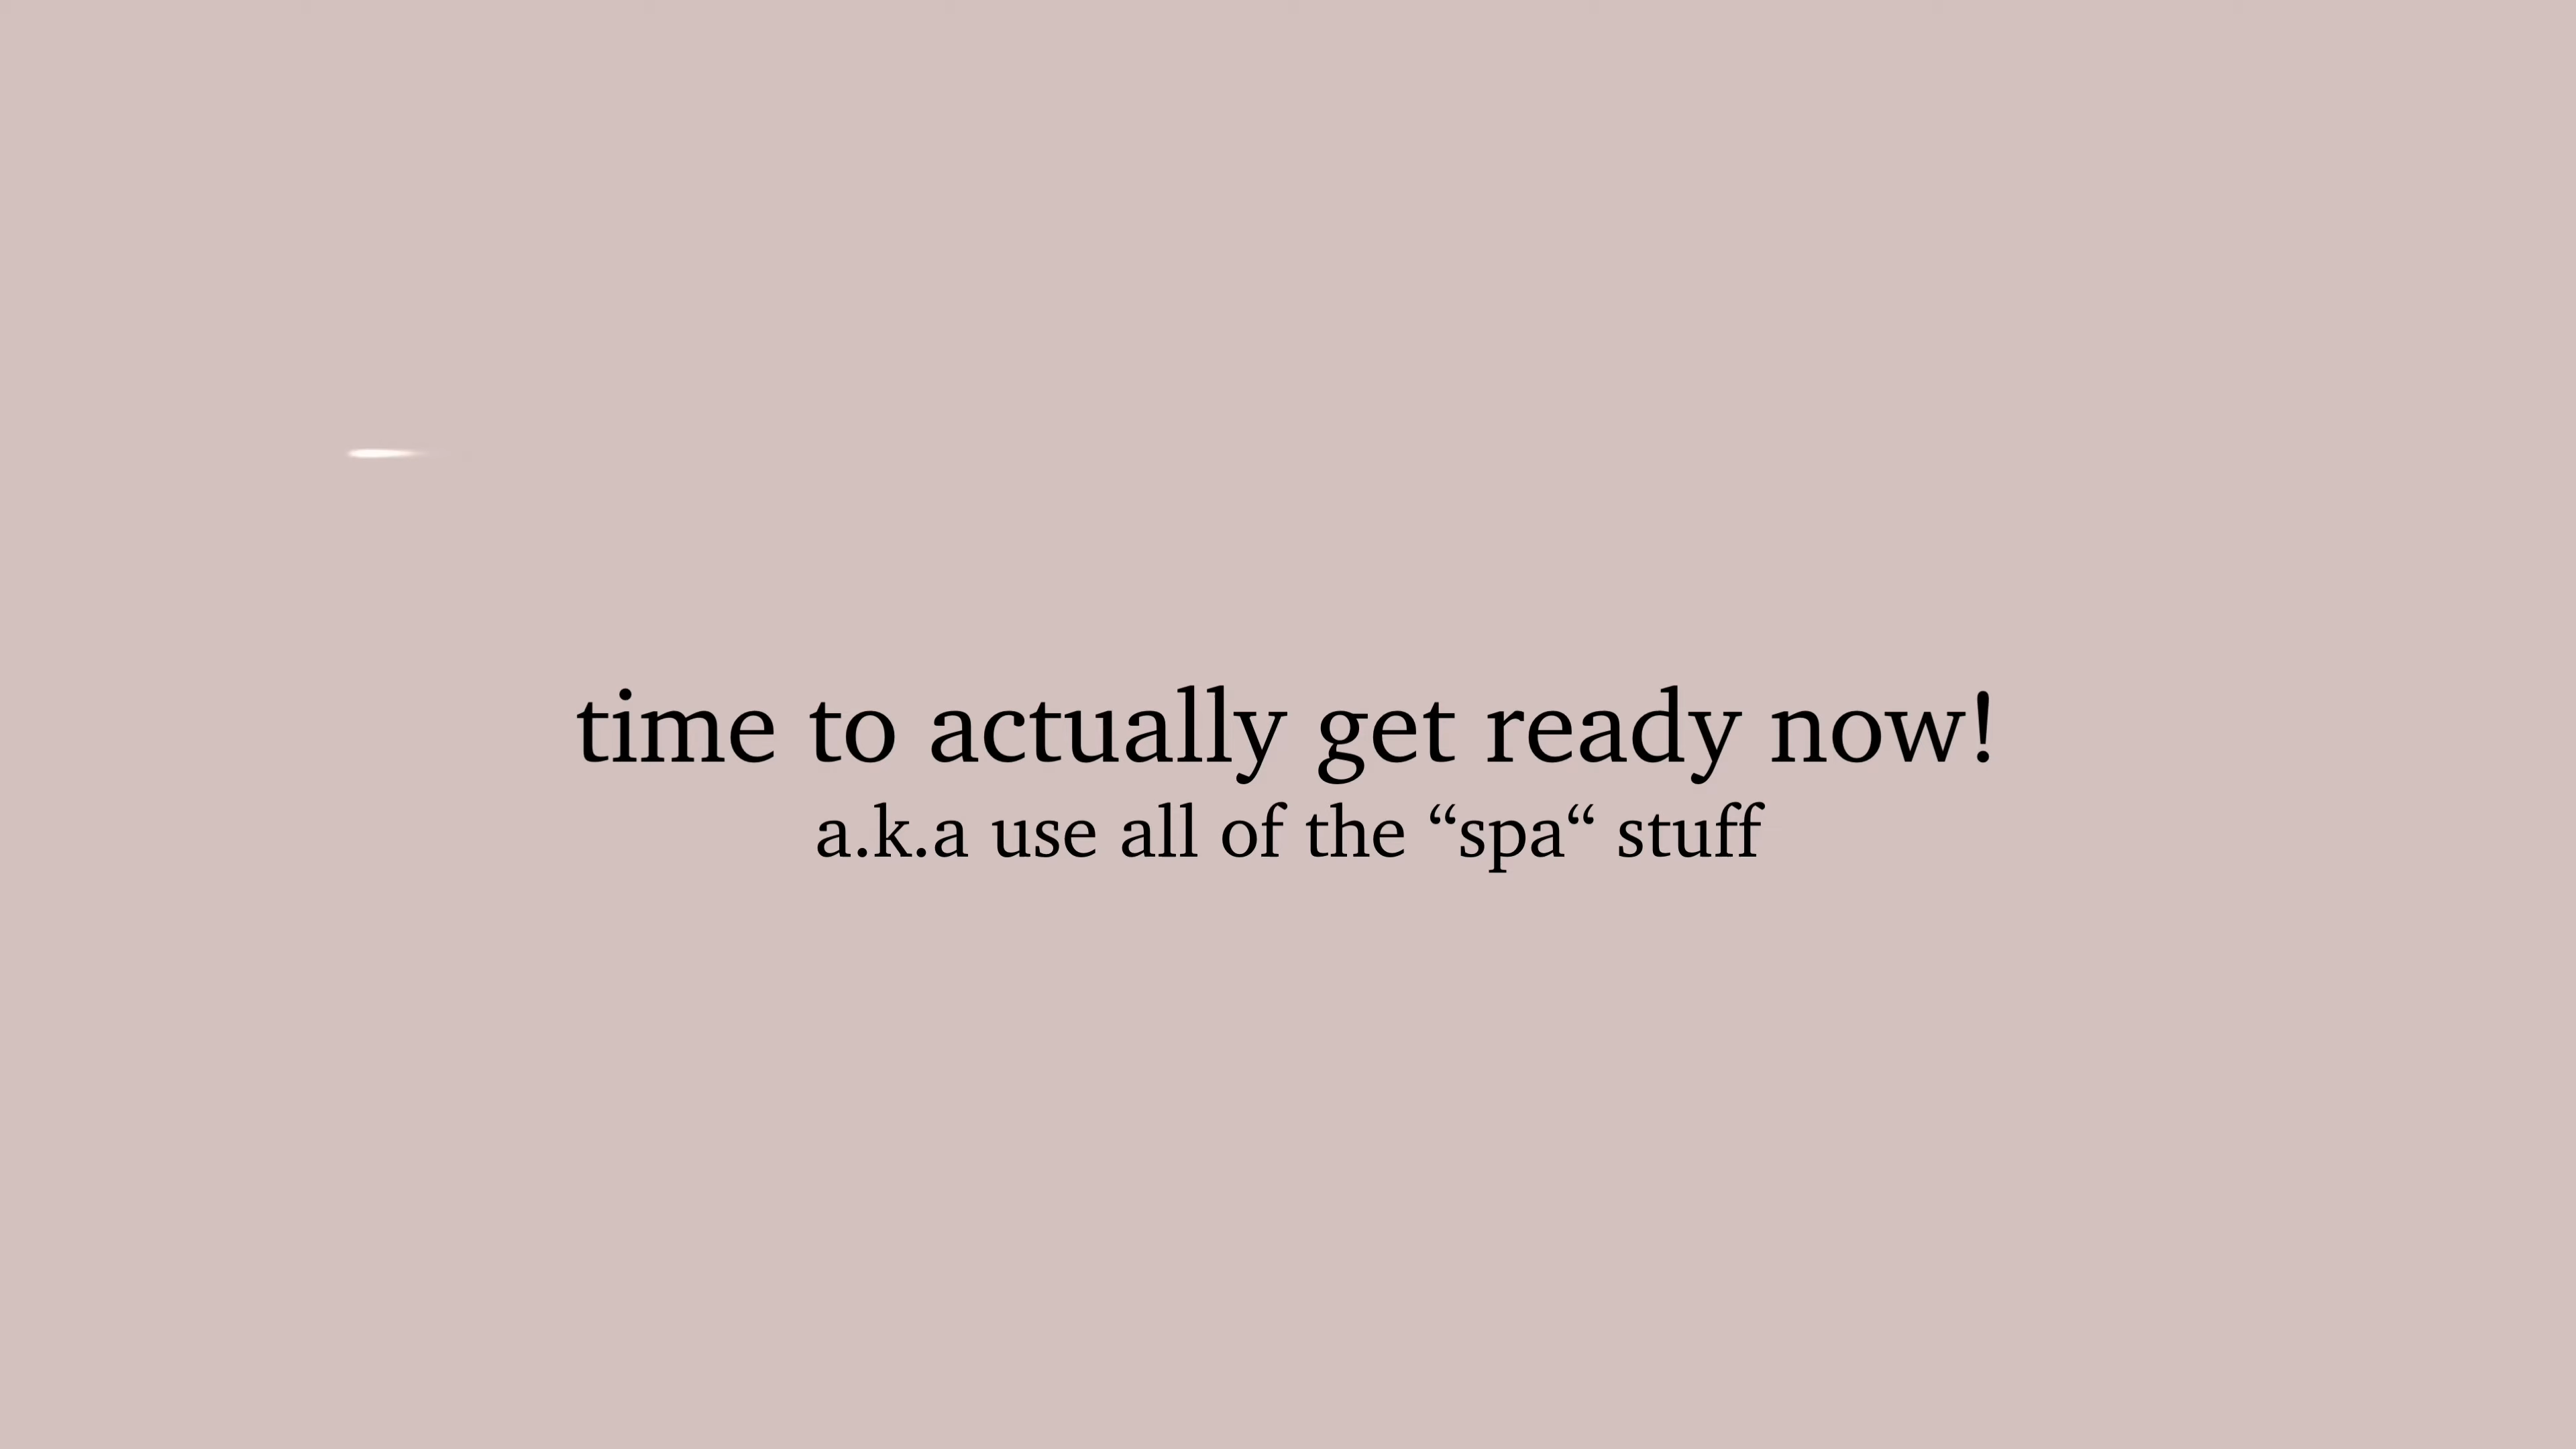 time to actually get ready now!
a.k.a use all of the “spa“ stuff